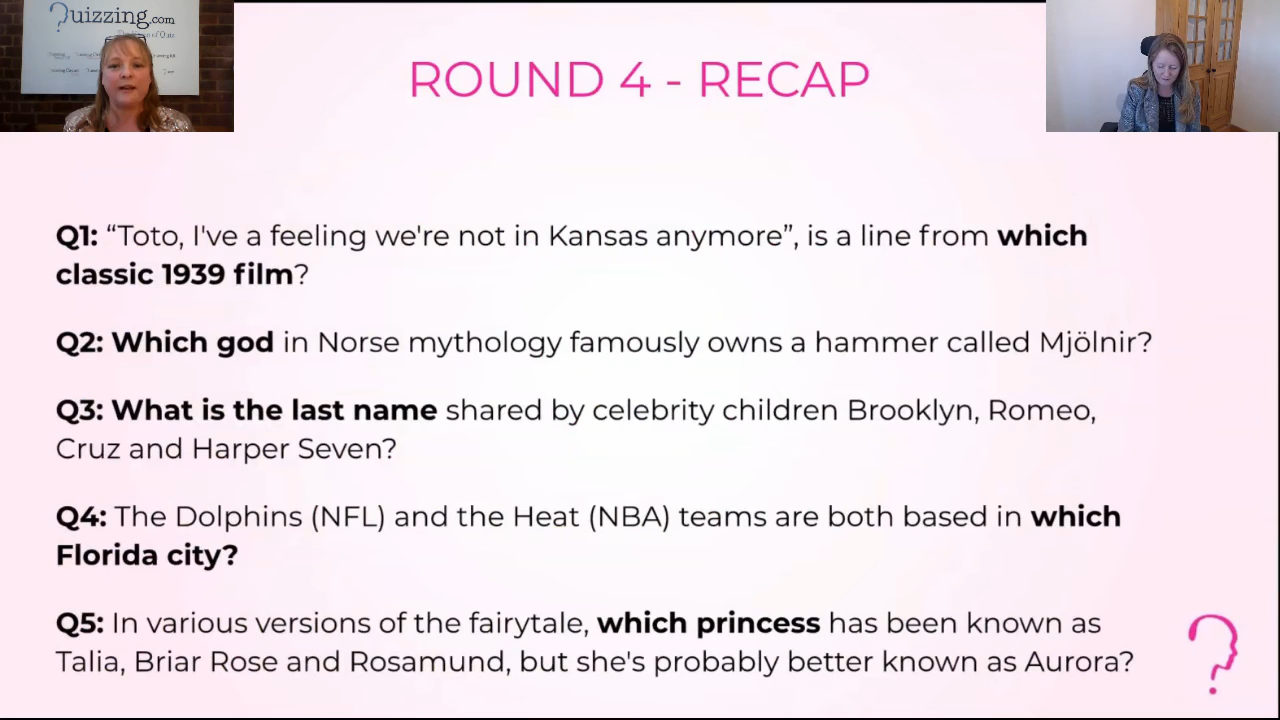 ?uizzing.com
ROUND 4 - RECAP
Q1: “Toto, I've a feeling we're not in Kansas anymore”, is a line from which
classic 1939 film?
Q2: Which god in Norse mythology famously owns a hammer called Mjölnir?
Q3: What is the last name shared by celebrity children Brooklyn, Romeo,
Cruz and Harper Seven?
Q4: The Dolphins (NFL) and the Heat (NBA) teams are both based in which
Florida city?
Q5: In various versions of the fairytale, which princess has been known as
Talia, Briar Rose and Rosamund, but she's probably better known as Aurora?